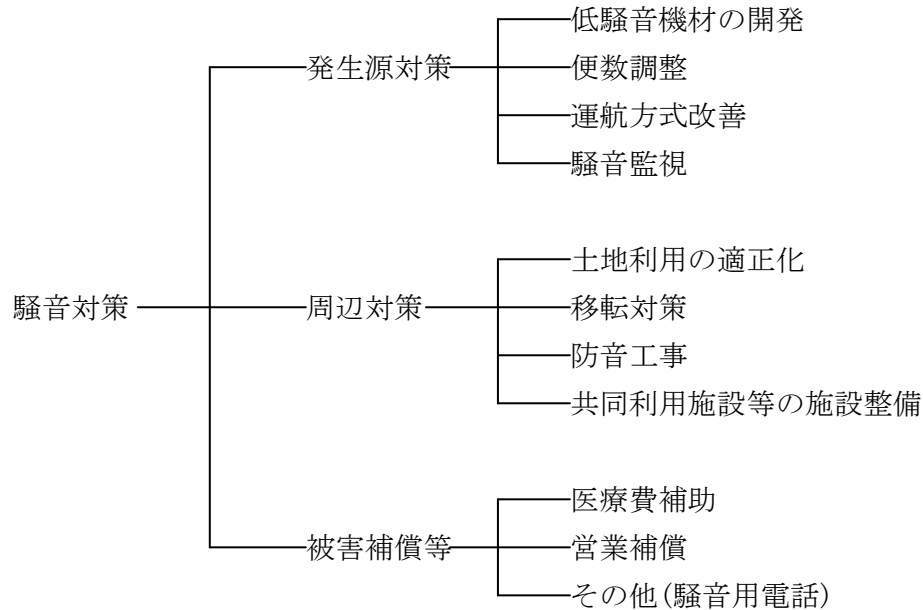 騒音対策
発生源対策
低騒音機材の開発
便数調整
運航方式改善
騒音監視
周辺対策
土地利用の適正化
移転対策
防音工事
共同利用施設等の施設整備
被害補償等
医療費補助
営業補償
その他(騒音用電話)